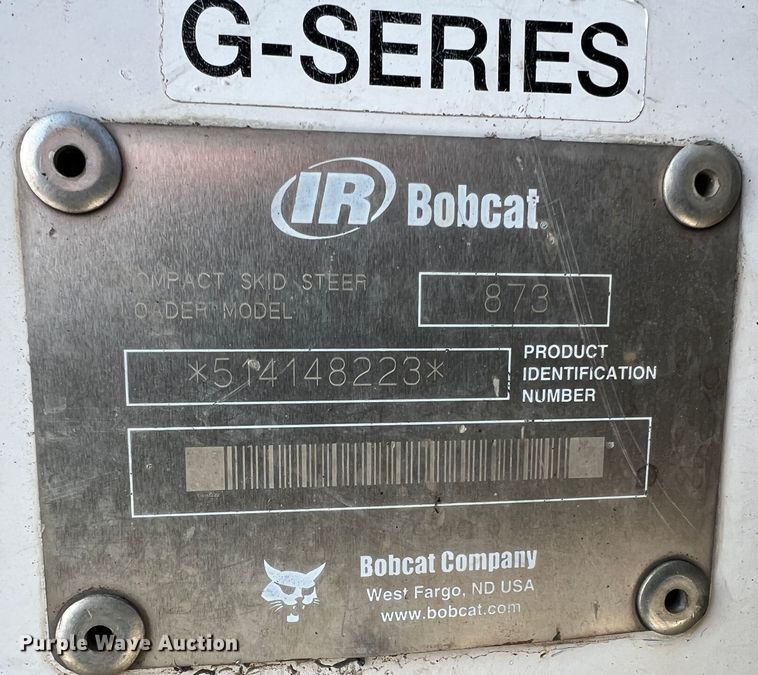 G-SERIES
IR Bobcat®
OMPACT SKID STEER
OADER MODEL
873
*514148223*
PRODUCT
IDENTIFICATION
NUMBER
Bobcat Company
West Fargo, ND USA
www.bobcat.com
Purple Wave Auction